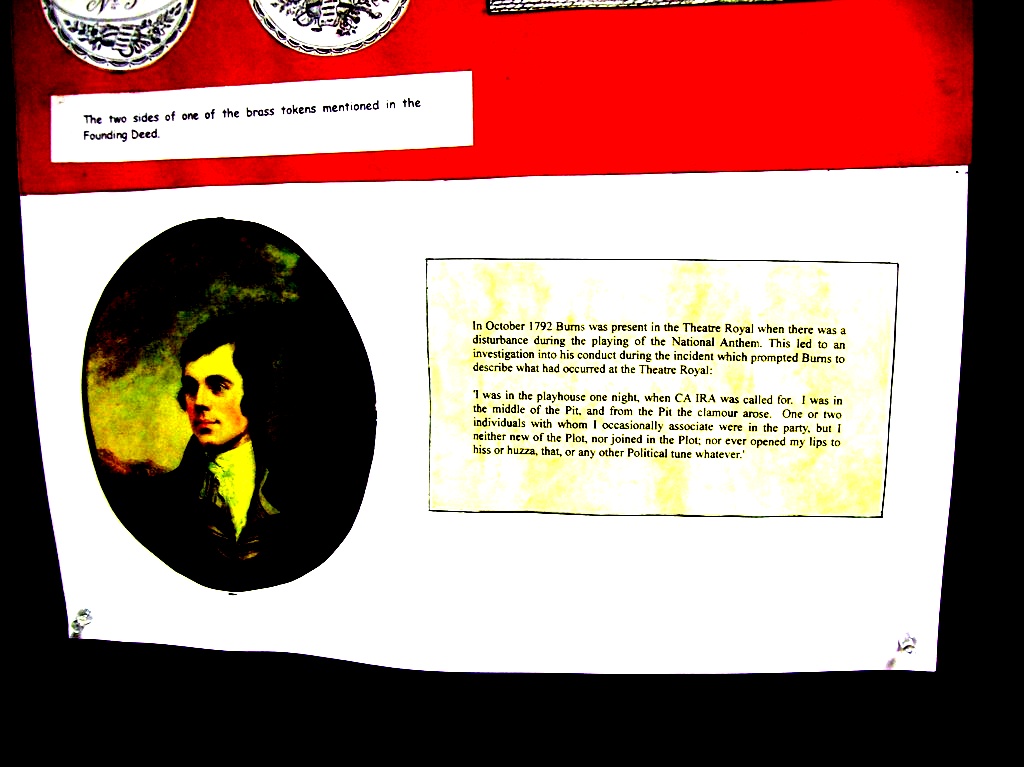 No 5
The two sides of one of the brass tokens mentioned in the
Founding Deed.
In October 1792 Burns was present in the Theatre Royal when there was a
disturbance during the playing of the National Anthem. This led to an
investigation into his conduct during the incident which prompted Burns to
describe what had occurred at the Theatre Royal:
'I was in the playhouse one night, when CA IRA was called for. I was in
the middle of the Pit, and from the Pit the clamour arose. One or two
individuals with whom I occasionally associate were in the party, but I
neither new of the Plot, nor joined in the Plot; nor ever opened my lips to
hiss or huzza, that, or any other Political tune whatever.'